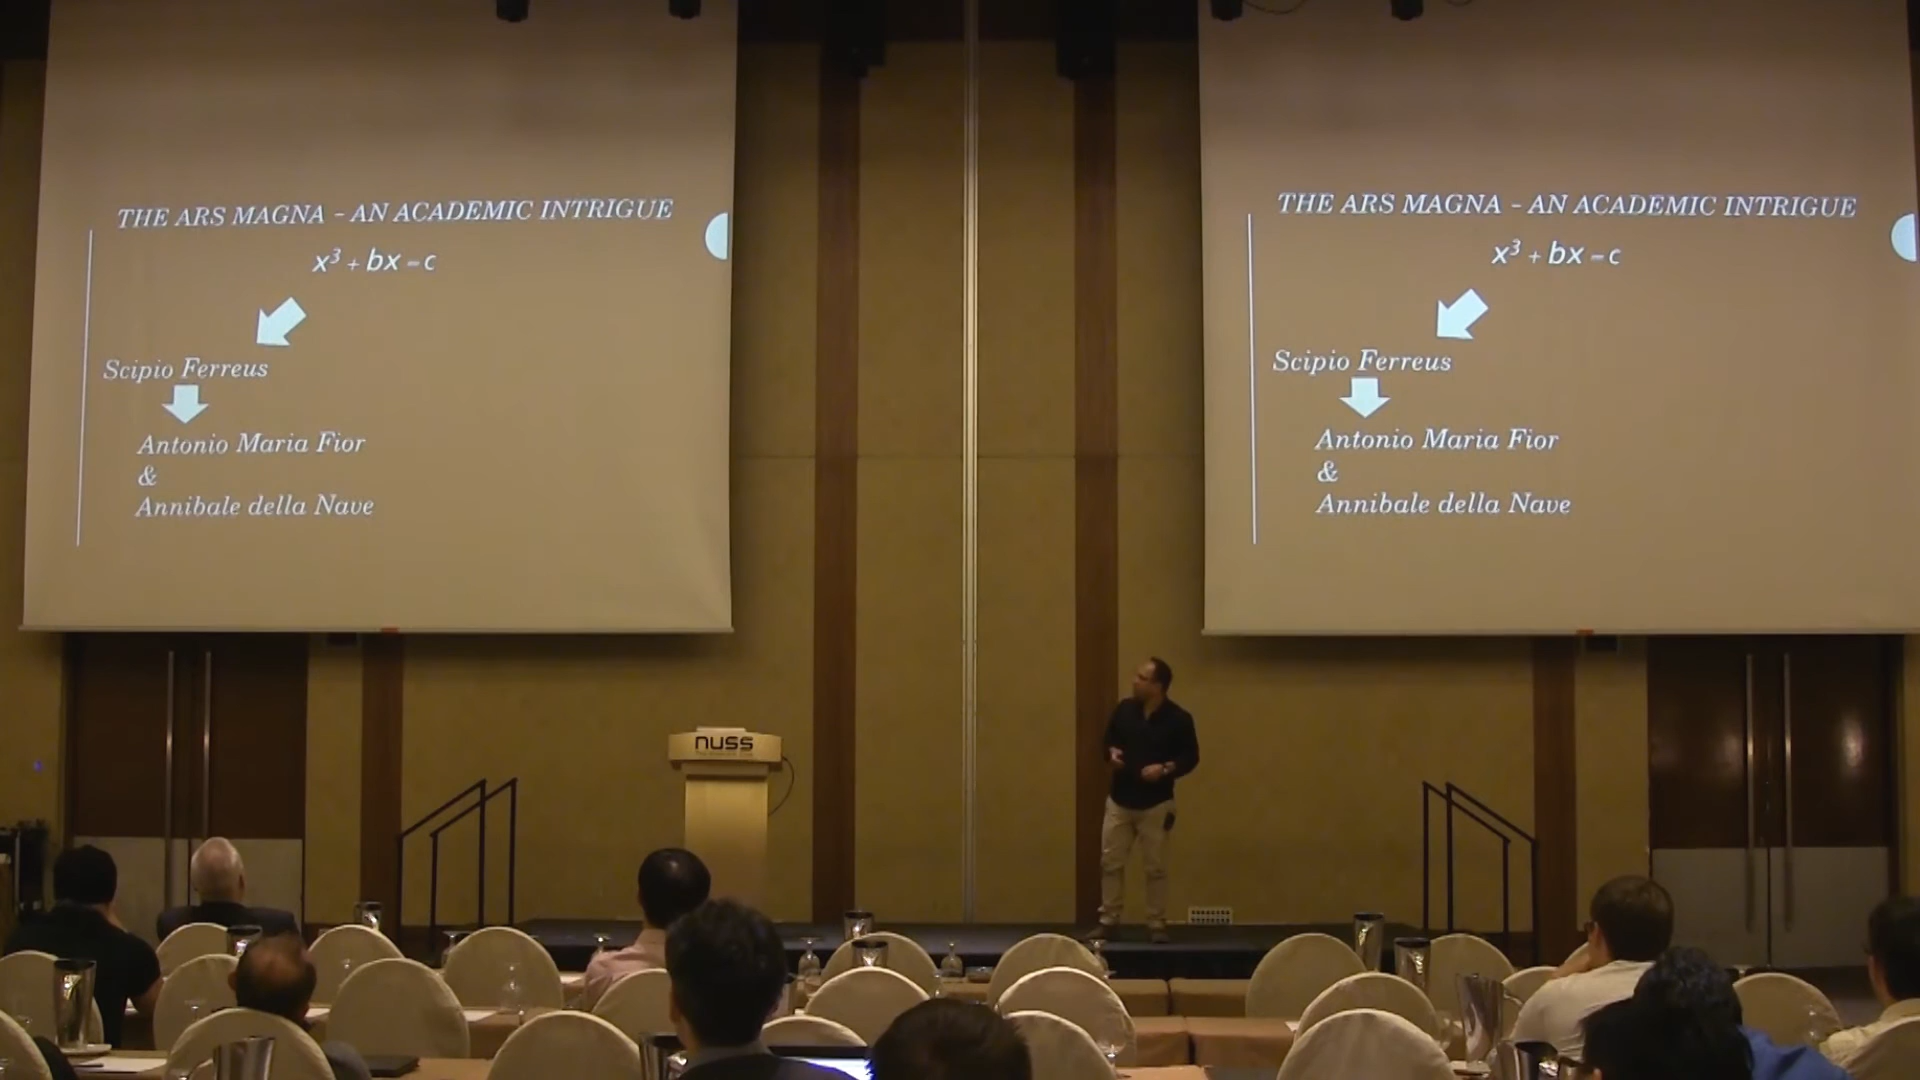 THE ARS MAGNA - AN ACADEMIC INTRIGUE
x³ + bx = c
Scipio Ferreus
Antonio Maria Fior
&
Annibale della Nave
THE ARS MAGNA - AN ACADEMIC INTRIGUE
x³ + bx = c
Scipio Ferreus
Antonio Maria Fior
&
Annibale della Nave
nuss